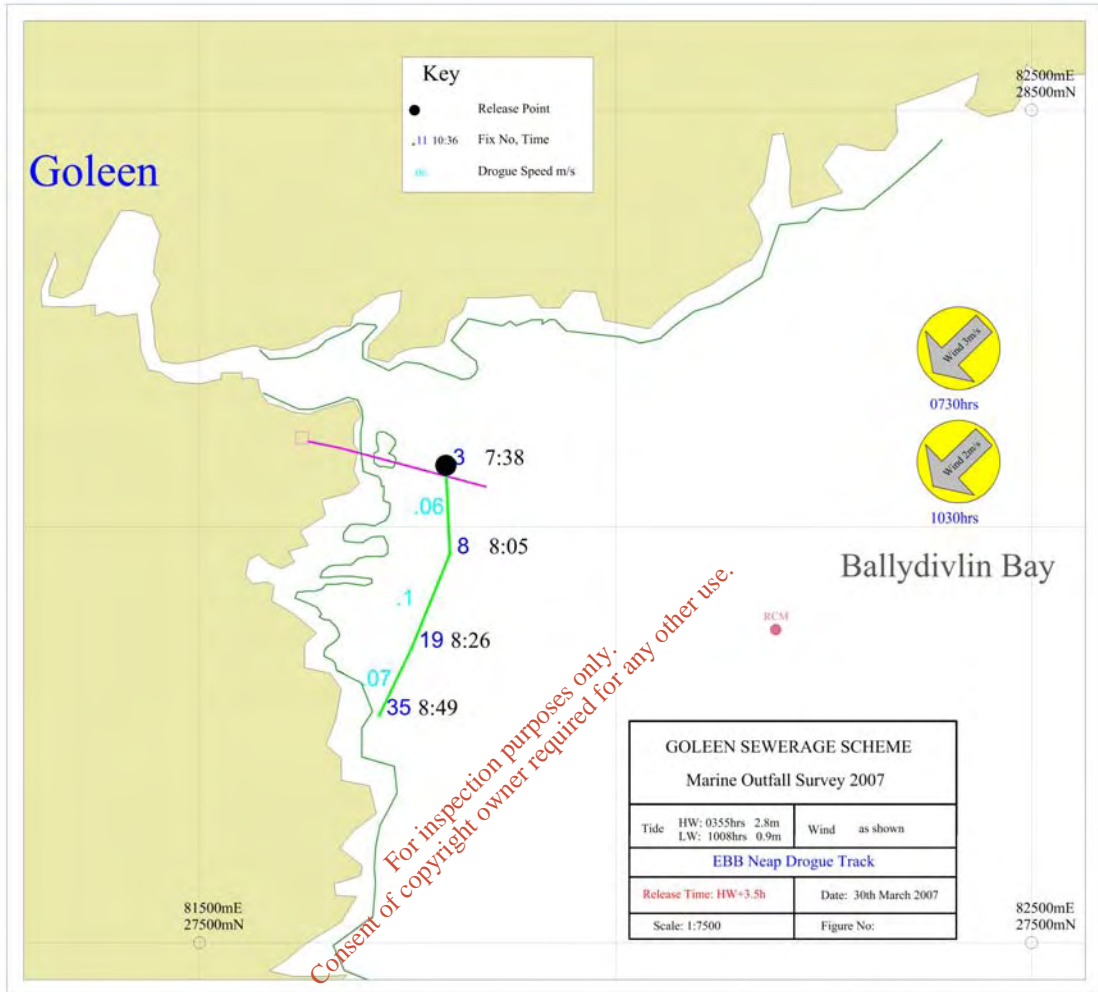 Key
Release Point
.11 10:36 Fix No, Time
.06 Drogue Speed m/s
82500mE
28500mN
Goleen
Wind 3m/s
0730hrs
Wind 2m/s
1030hrs
3 7:38
.06
8 8:05
Ballydivlin Bay
.1
RCM
19 8:26
.07
35 8:49
For inspection purposes only.
Consent of copyright owner required for any other use.
GOLEEN SEWERAGE SCHEME
Marine Outfall Survey 2007
Tide HW: 0355hrs 2.8m
LW: 1008hrs 0.9m
Wind as shown
EBB Neap Drogue Track
Release Time: HW+3.5h
Date: 30th March 2007
Scale: 1:7500
Figure No:
81500mE
27500mN
82500mE
27500mN